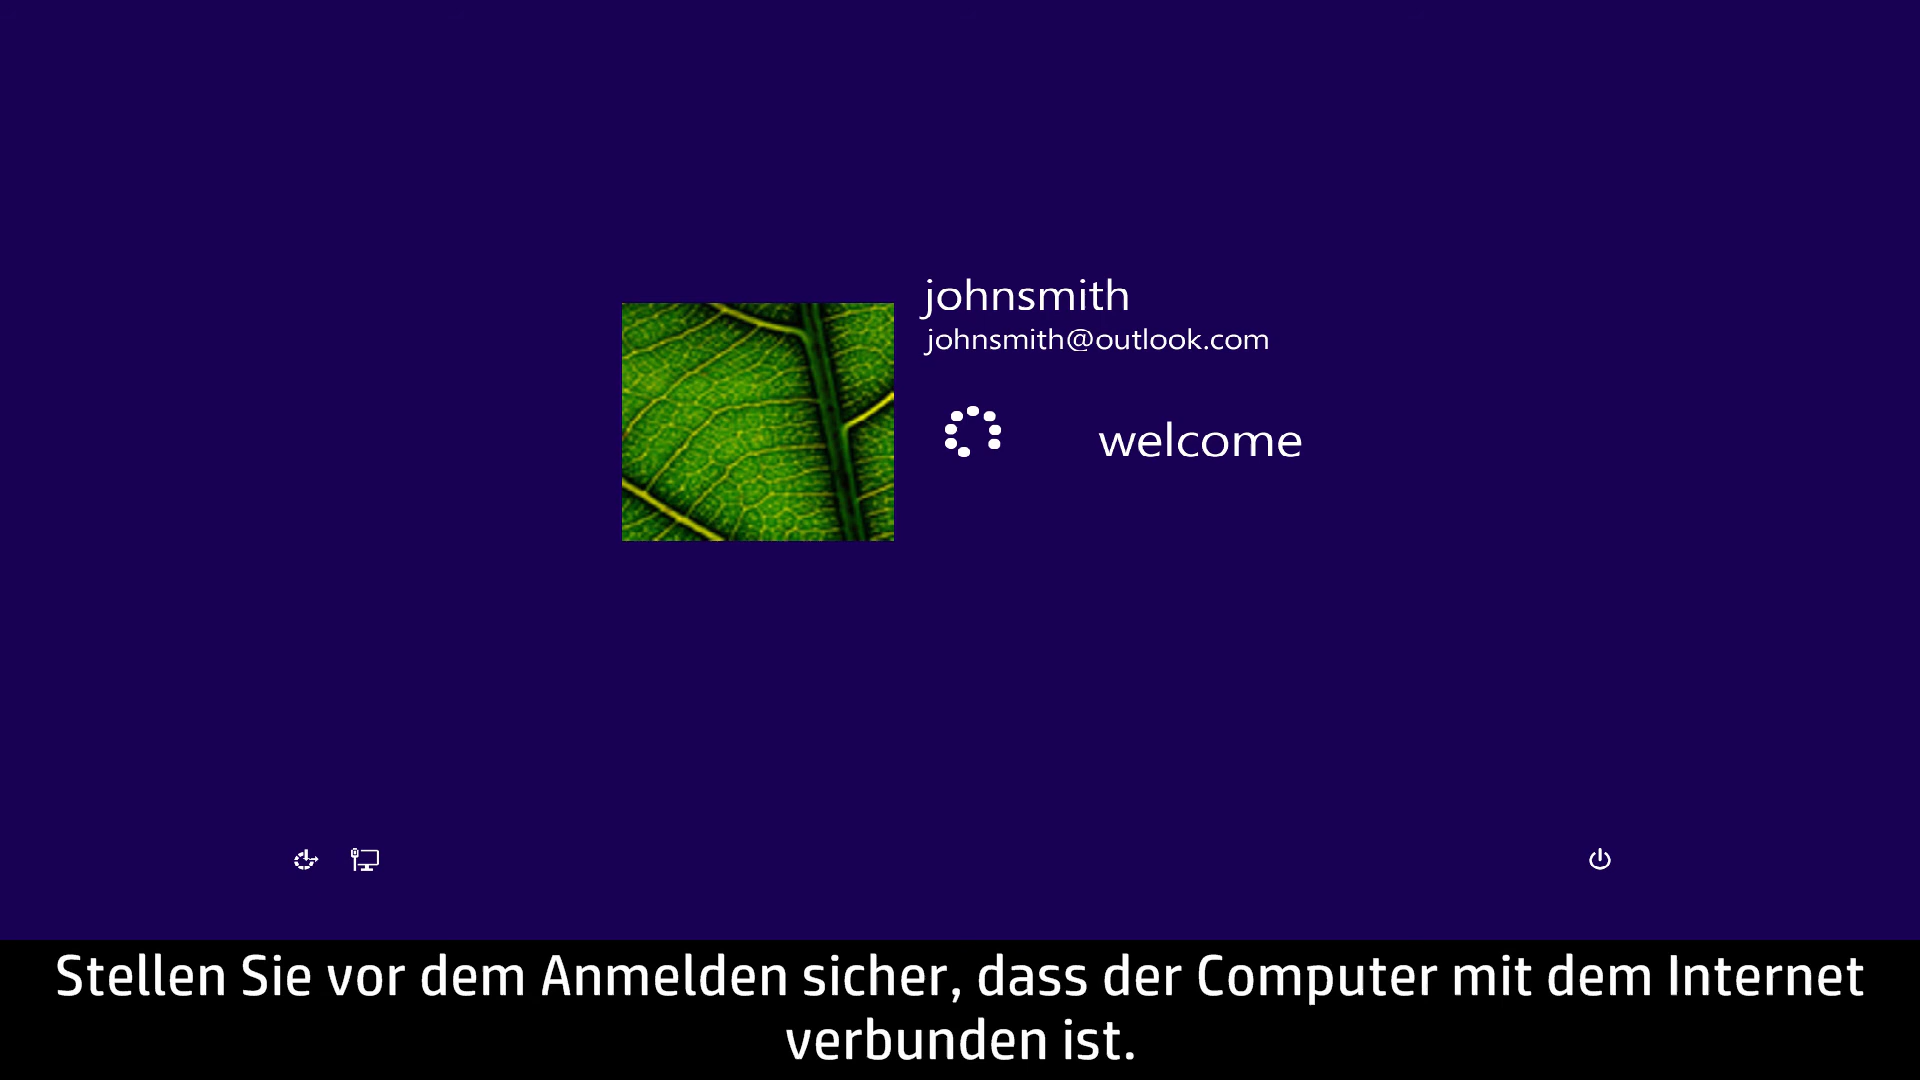 johnsmith
johnsmith@outlook.com
welcome
Stellen Sie vor dem Anmelden sicher, dass der Computer mit dem Internet
verbunden ist.